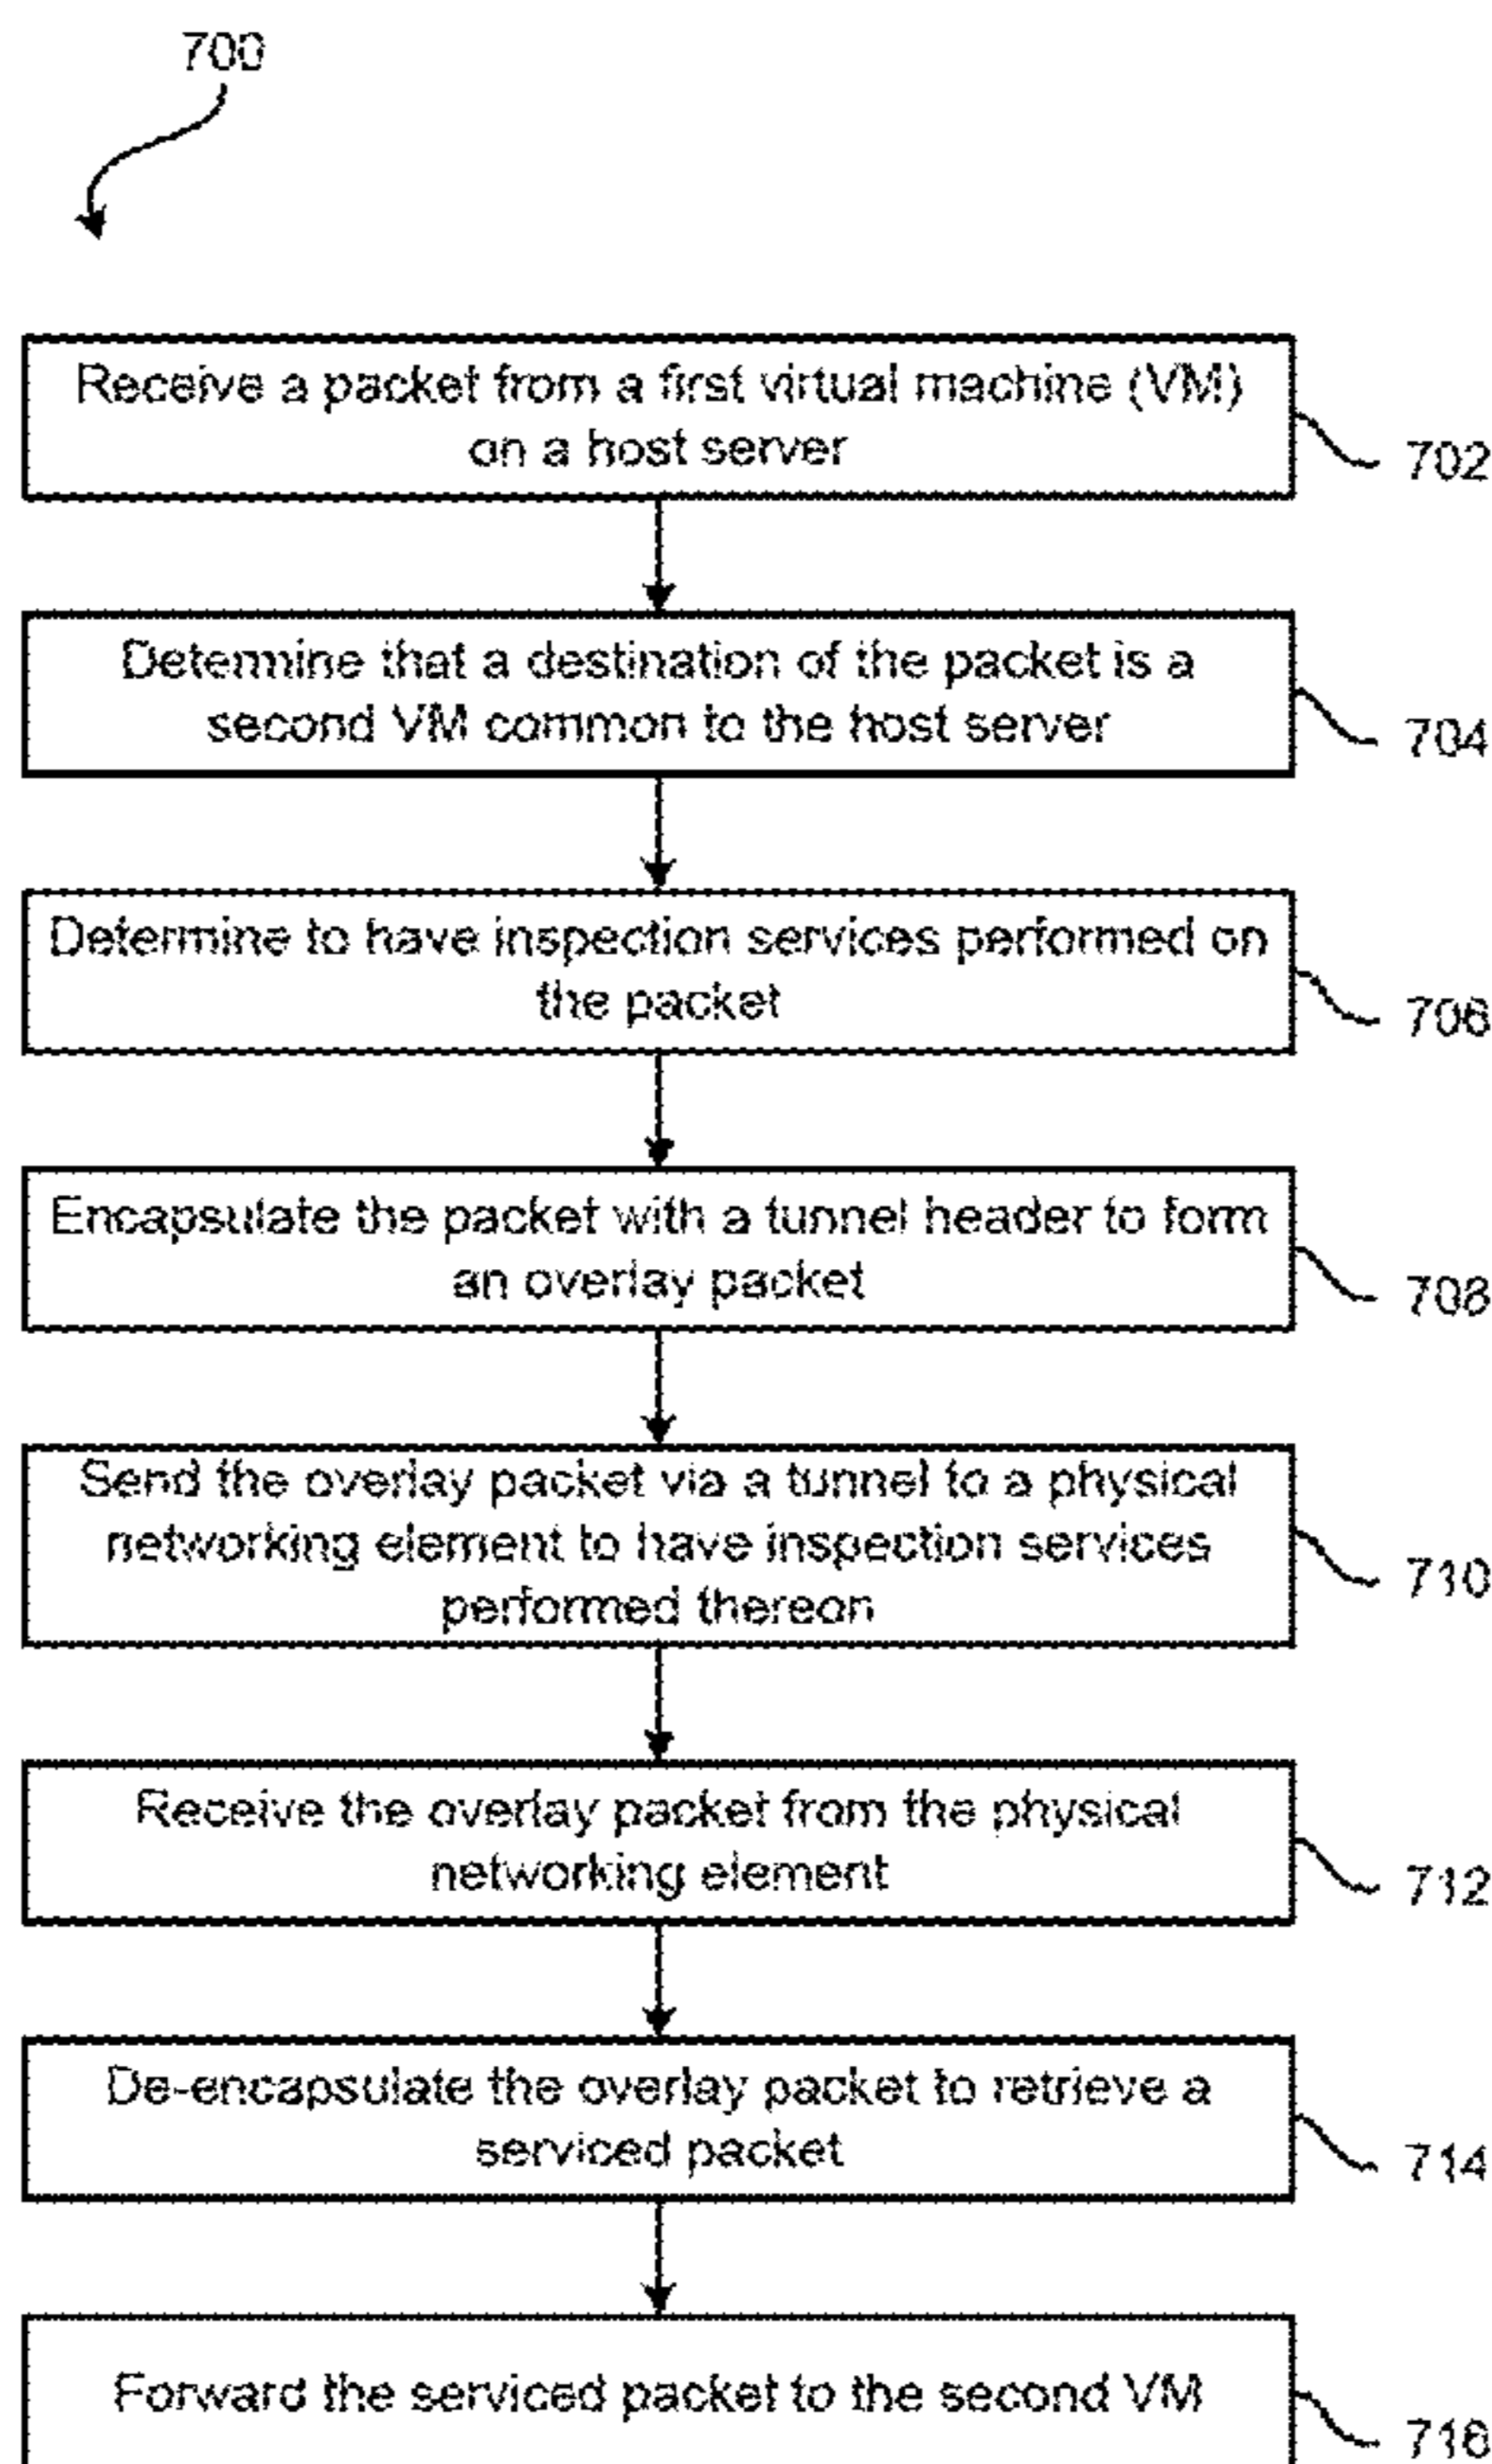 700
Receive a packet from a first virtual machine (VM)
on a host server
702
Determine that a destination of the packet is a
second VM common to the host server
704
Determine to have inspection services performed on
the packet
706
Encapsulate the packet with a tunnel header to form
an overlay packet
708
Send the overlay packet via a tunnel to a physical
networking element to have inspection services
performed thereon
710
Receive the overlay packet from the physical
networking element
712
De-encapsulate the overlay packet to retrieve a
serviced packet
714
Forward the serviced packet to the second VM
716